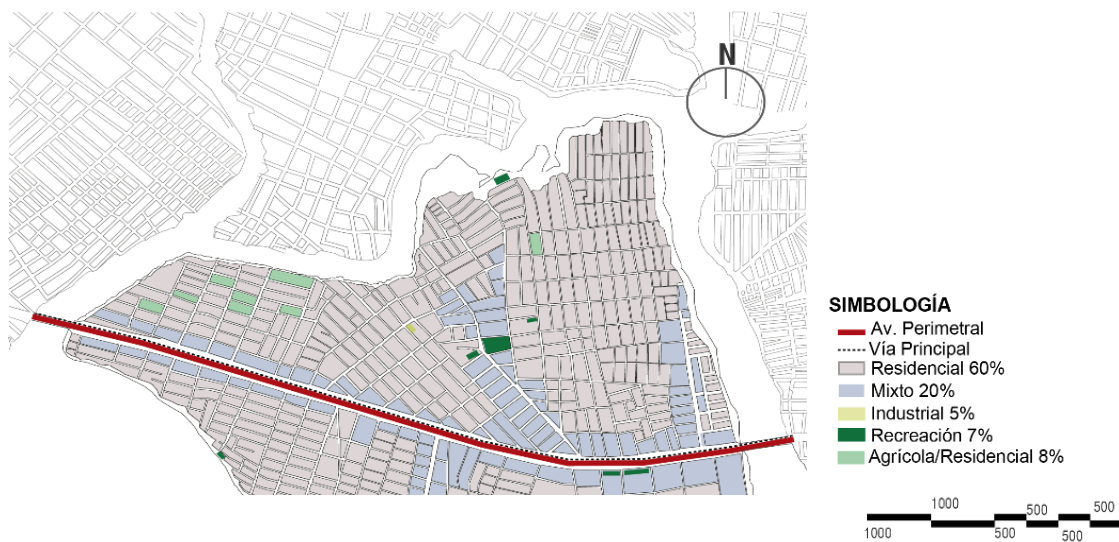 N
SIMBOLOGÍA
Av. Perimetral
Vía Principal
Residencial 60%
Mixto 20%
Industrial 5%
Recreación 7%
Agrícola/Residencial 8%
1000 500 500
1000 500 500